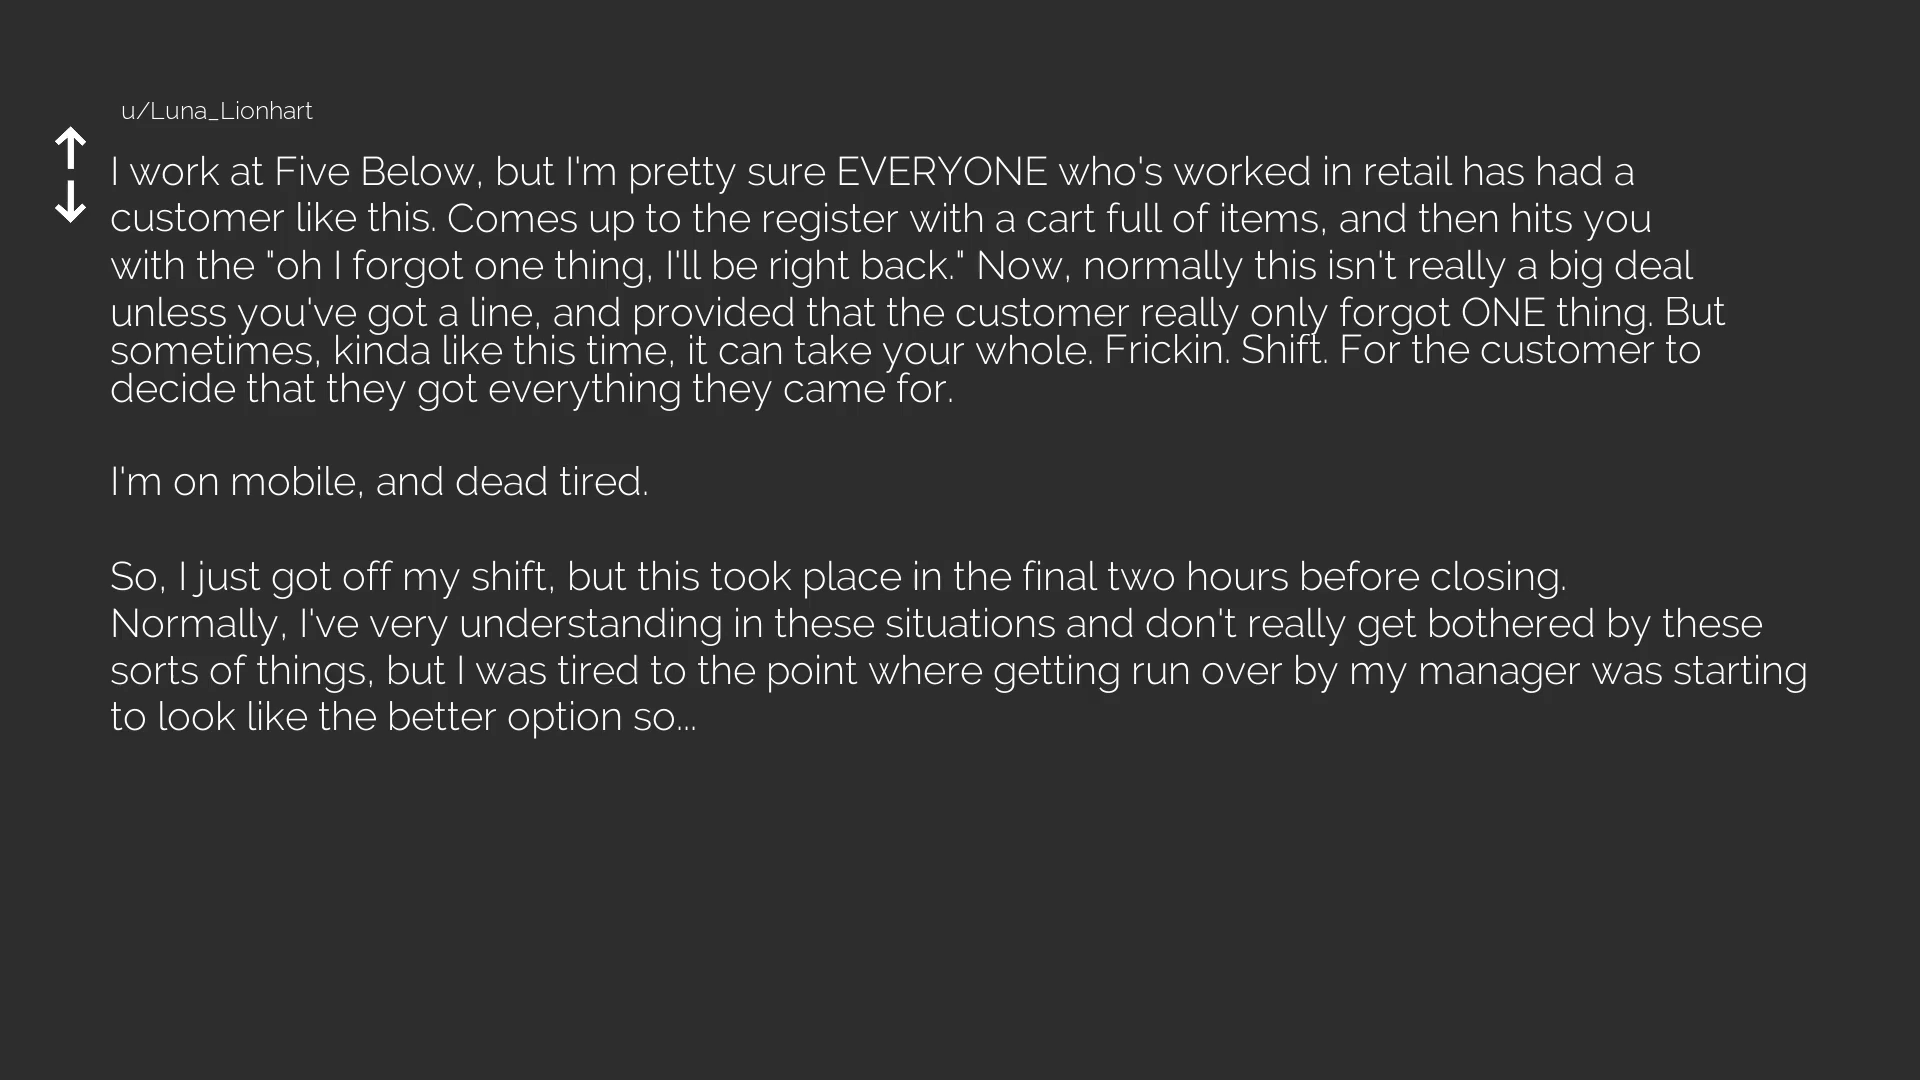 u/Luna_Lionhart
I work at Five Below, but I'm pretty sure EVERYONE who's worked in retail has had a
customer like this. Comes up to the register with a cart full of items, and then hits you
with the "oh I forgot one thing, I'll be right back." Now, normally this isn't really a big deal
unless you've got a line, and provided that the customer really only forgot ONE thing. But
sometimes, kinda like this time, it can take your whole. Frickin. Shift. For the customer to
decide that they got everything they came for.
I'm on mobile, and dead tired.
So, I just got off my shift, but this took place in the final two hours before closing.
Normally, I've very understanding in these situations and don't really get bothered by these
sorts of things, but I was tired to the point where getting run over by my manager was starting
to look like the better option so...